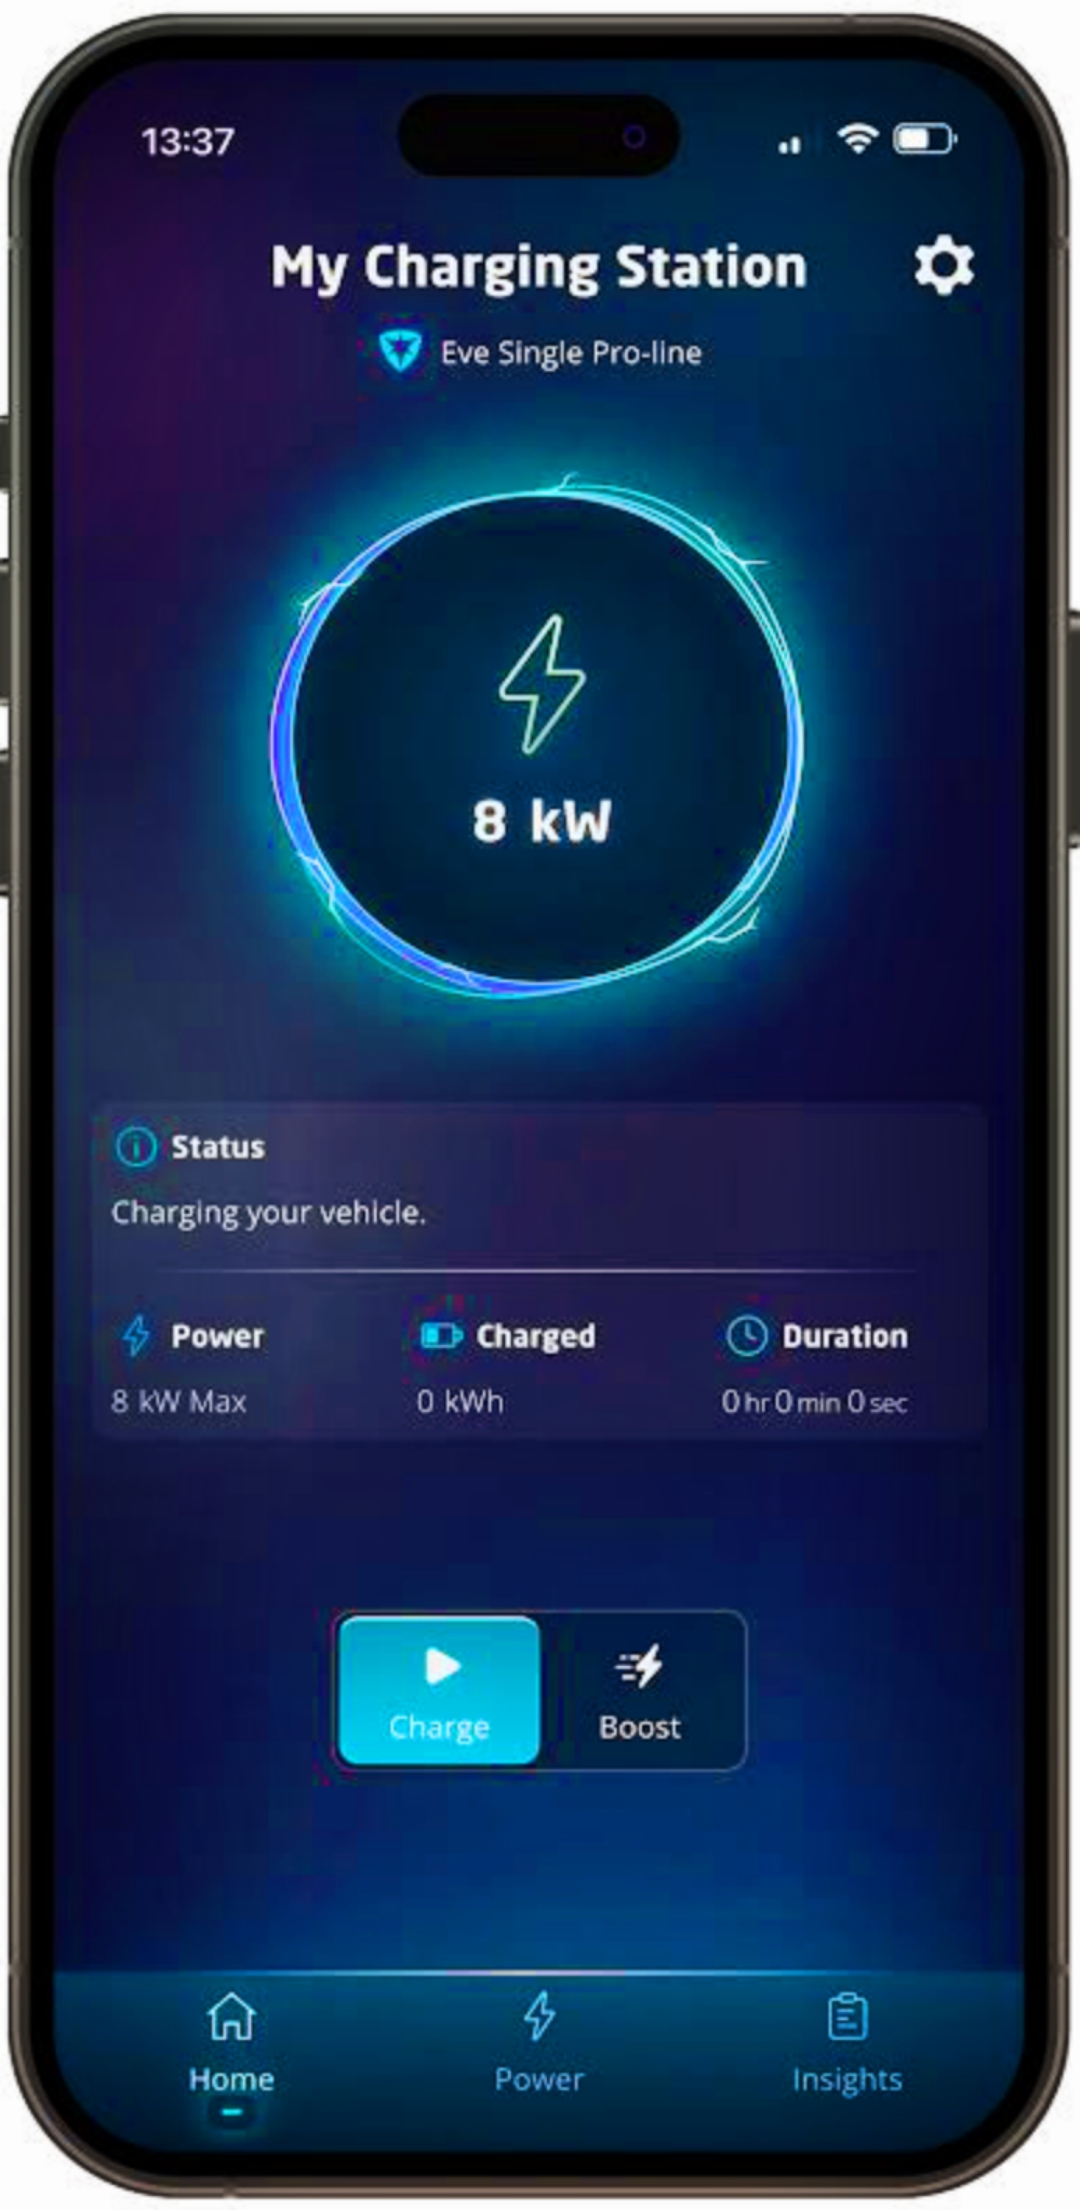 13:37
My Charging Station
Eve Single Pro-line
8 kW
Status
Charging your vehicle.
Power Charged Duration
8 kW Max 0 kWh 0 hr 0 min 0 sec
Charge Boost
Home Power Insights